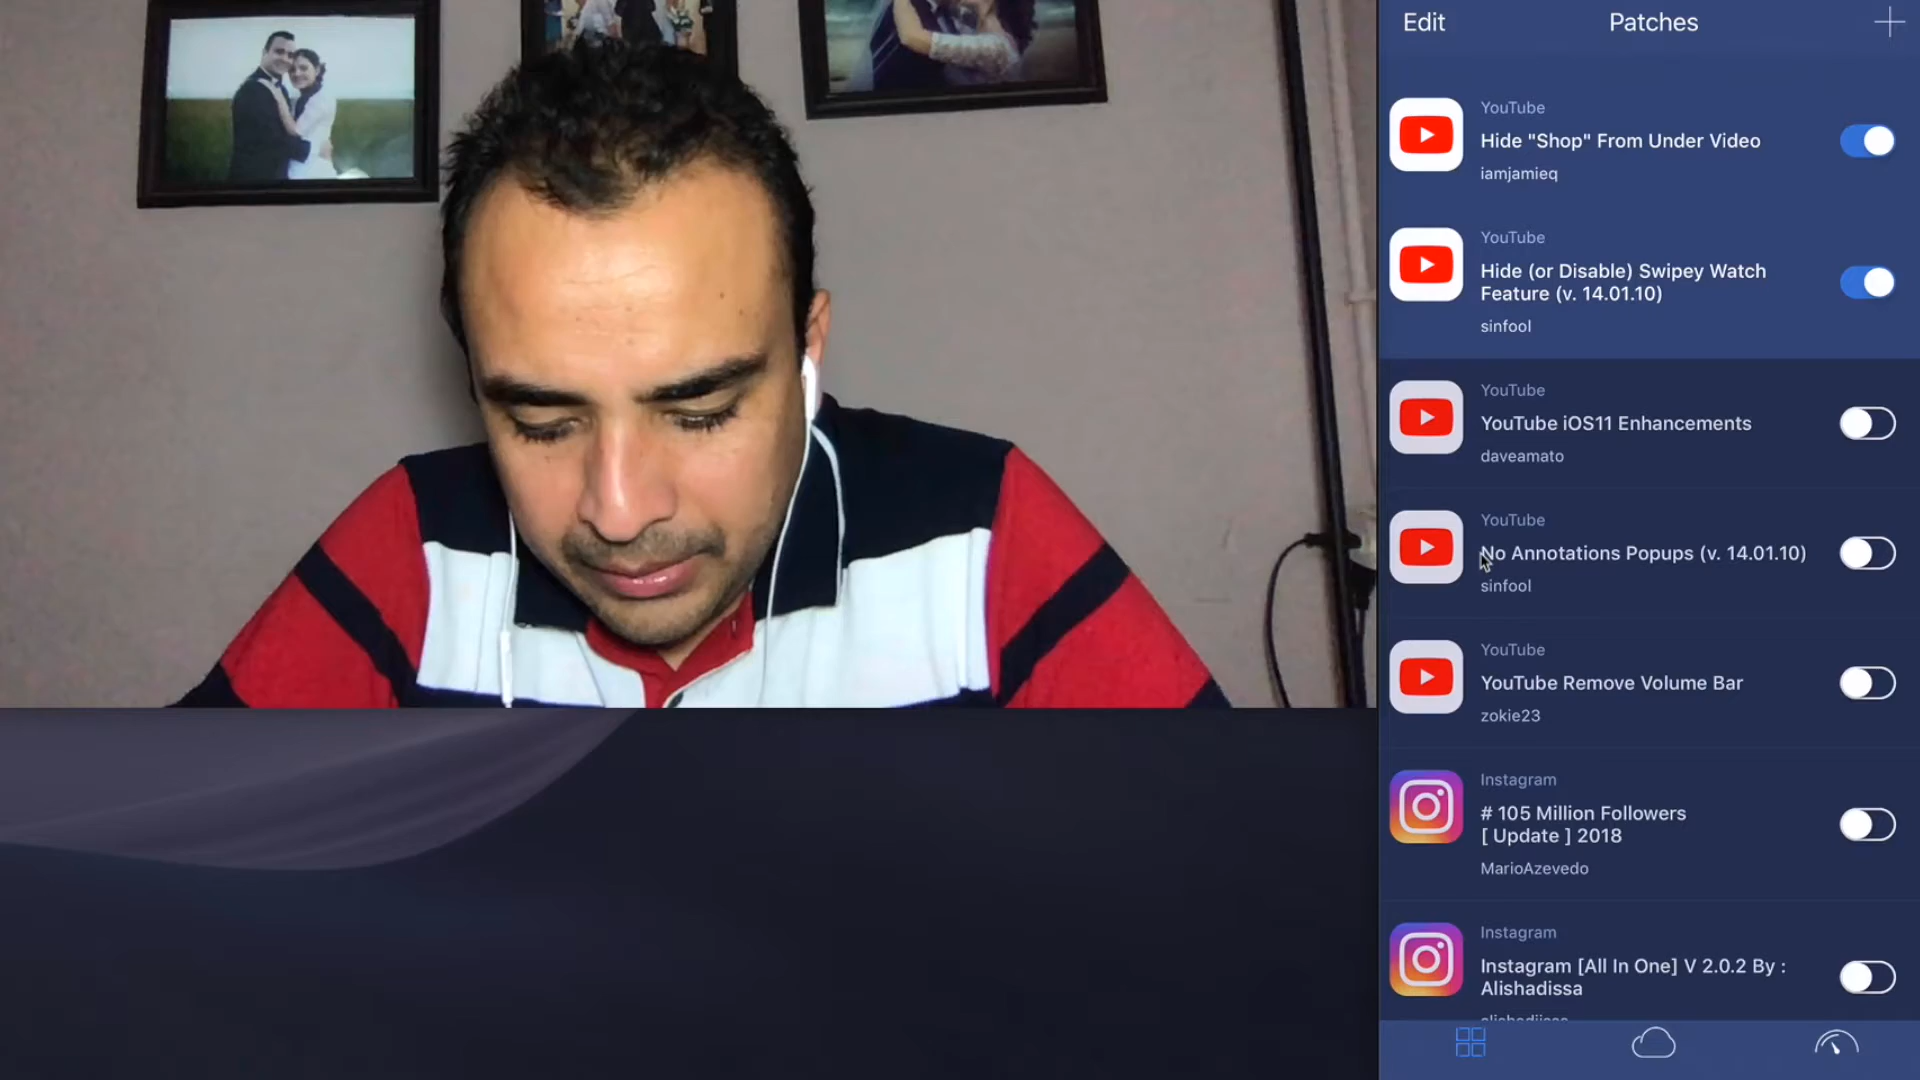 Edit
Patches
YouTube
Hide "Shop" From Under Video
iamjamieq
YouTube
Hide (or Disable) Swipey Watch
Feature (v. 14.01.10)
sinfool
YouTube
YouTube iOS11 Enhancements
daveamato
YouTube
No Annotations Popups (v. 14.01.10)
sinfool
YouTube
YouTube Remove Volume Bar
zokie23
Instagram
# 105 Million Followers
[ Update ] 2018
MarioAzevedo
Instagram
Instagram [All In One] V 2.0.2 By :
Alishadissa